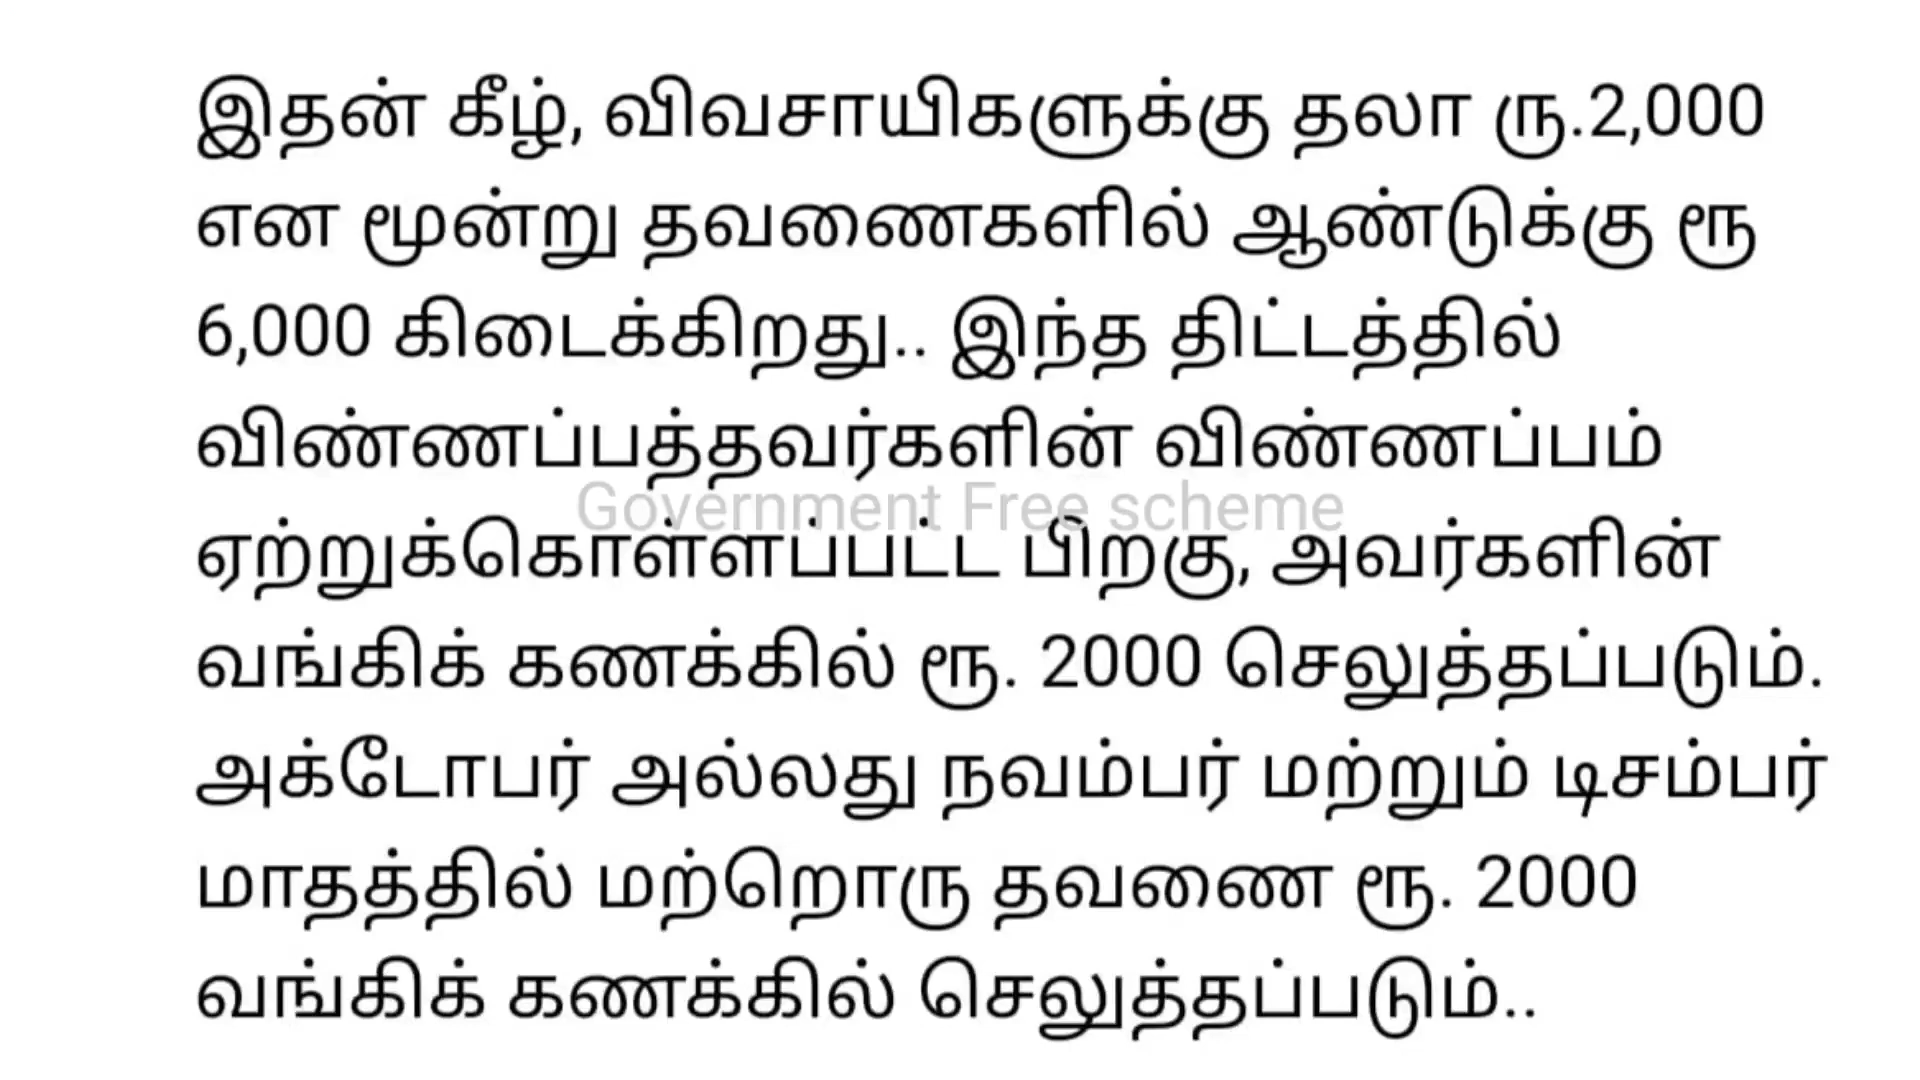 இதன் கீழ், விவசாயிகளுக்கு தலா ரு.2,000
என மூன்று தவணைகளில் ஆண்டுக்கு ரூ
6,000 கிடைக்கிறது.. இந்த திட்டத்தில்
விண்ணப்பத்தவர்களின் விண்ணப்பம்
Government Free scheme
ஏற்றுக்கொள்ளப்பட்ட பிறகு, அவர்களின்
வங்கிக் கணக்கில் ரூ. 2000 செலுத்தப்படும்.
அக்டோபர் அல்லது நவம்பர் மற்றும் டிசம்பர்
மாதத்தில் மற்றொரு தவணை ரூ. 2000
வங்கிக் கணக்கில் செலுத்தப்படும்..